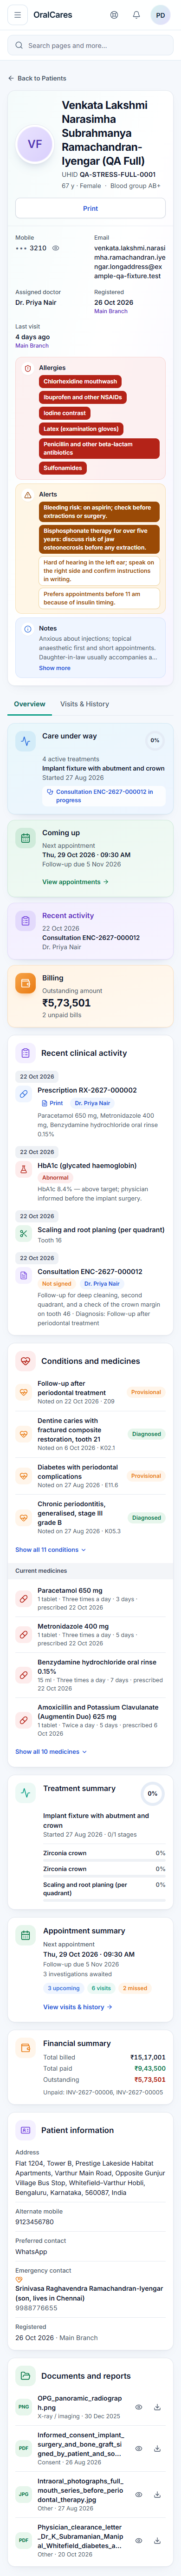 OralCares
PD
Search pages and more...
Back to Patients
VF
Venkata Lakshmi
Narasimha
Subrahmanya
Ramachandran-
Iyengar (QA Full)
UHID QA-STRESS-FULL-0001
67 y · Female · Blood group AB+
Print
Mobile
••• 3210
Email
venkata.lakshmi.narasi
mha.ramachandran.iye
ngar.longaddress@ex
ample-qa-fixture.test
Assigned doctor
Dr. Priya Nair
Registered
26 Oct 2026
Main Branch
Last visit
4 days ago
Main Branch
Allergies
Chlorhexidine mouthwash
Ibuprofen and other NSAIDs
Iodine contrast
Latex (examination gloves)
Penicillin and other beta-lactam
antibiotics
Sulfonamides
Alerts
Bleeding risk: on aspirin; check before
extractions or surgery.
Bisphosphonate therapy for over five
years: discuss risk of jaw
osteonecrosis before any extraction.
Hard of hearing in the left ear; speak on
the right side and confirm instructions
in writing.
Prefers appointments before 11 am
because of insulin timing.
Notes
Anxious about injections; topical
anaesthetic first and short appointments.
Daughter-in-law usually accompanies a...
Show more
Overview
Visits & History
Care under way
0%
4 active treatments
Implant fixture with abutment and crown
Started 27 Aug 2026
Consultation ENC-2627-000012 in
progress
Coming up
Next appointment
Thu, 29 Oct 2026 · 09:30 AM
Follow-up due 5 Nov 2026
View appointments →
Recent activity
22 Oct 2026
Consultation ENC-2627-000012
Dr. Priya Nair
Billing
Outstanding amount
₹5,73,501
2 unpaid bills
Recent clinical activity
22 Oct 2026
Prescription RX-2627-000002
Print
Dr. Priya Nair
Paracetamol 650 mg, Metronidazole 400
mg, Benzydamine hydrochloride oral rinse
0.15%
22 Oct 2026
HbA1c (glycated haemoglobin)
Abnormal
HbA1c 8.4% — above target; physician
informed before the implant surgery.
22 Oct 2026
Scaling and root planing (per quadrant)
Tooth 16
22 Oct 2026
Consultation ENC-2627-000012
Not signed
Dr. Priya Nair
Follow-up for deep cleaning, second
quadrant, and a check of the crown margin
on tooth 46 · Diagnosis: Follow-up after
periodontal treatment
Conditions and medicines
Follow-up after
periodontal treatment
Provisional
Noted on 22 Oct 2026 · Z09
Dentine caries with
fractured composite
restoration, tooth 21
Diagnosed
Noted on 6 Oct 2026 · K02.1
Diabetes with periodontal
complications
Provisional
Noted on 27 Aug 2026 · E11.6
Chronic periodontitis,
generalised, stage III
grade B
Diagnosed
Noted on 27 Aug 2026 · K05.3
Show all 11 conditions
Current medicines
Paracetamol 650 mg
1 tablet · Three times a day · 3 days ·
prescribed 22 Oct 2026
Metronidazole 400 mg
1 tablet · Three times a day · 5 days ·
prescribed 22 Oct 2026
Benzydamine hydrochloride oral rinse
0.15%
15 ml · Three times a day · 7 days · prescribed
22 Oct 2026
Amoxicillin and Potassium Clavulanate
(Augmentin Duo) 625 mg
1 tablet · Twice a day · 5 days · prescribed 6
Oct 2026
Show all 10 medicines
Treatment summary
0%
Implant fixture with abutment and
crown
Started 27 Aug 2026 · 0/1 stages
Zirconia crown 0%
Zirconia crown 0%
Scaling and root planing (per
quadrant) 0%
Appointment summary
Next appointment
Thu, 29 Oct 2026 · 09:30 AM
Follow-up due 5 Nov 2026
3 investigations awaited
3 upcoming
6 visits
2 missed
View visits & history →
Financial summary
Total billed ₹15,17,001
Total paid ₹9,43,500
Outstanding ₹5,73,501
Unpaid: INV-2627-00006, INV-2627-00005
Patient information
Address
Flat 1204, Tower B, Prestige Lakeside Habitat
Apartments, Varthur Main Road, Opposite Gunjur
Village Bus Stop, Whitefield–Varthur Hobli,
Bengaluru, Karnataka, 560087, India
Alternate mobile
9123456780
Preferred contact
WhatsApp
Emergency contact
Srinivasa Raghavendra Ramachandran-Iyengar
(son, lives in Chennai)
9988776655
Registered
26 Oct 2026 · Main Branch
Documents and reports
PNG
OPG_panoramic_radiograp
h.png
X-ray / imaging · 30 Dec 2025
PDF
Informed_consent_implant_
surgery_and_bone_graft_si
gned_by_patient_and_so...
Consent · 26 Aug 2026
JPG
Intraoral_photographs_full_
mouth_series_before_perio
dontal_therapy.jpg
Other · 27 Aug 2026
PDF
Physician_clearance_letter
_Dr_K_Subramanian_Manip
al_Whitefield_diabetes_a...
Other · 20 Oct 2026